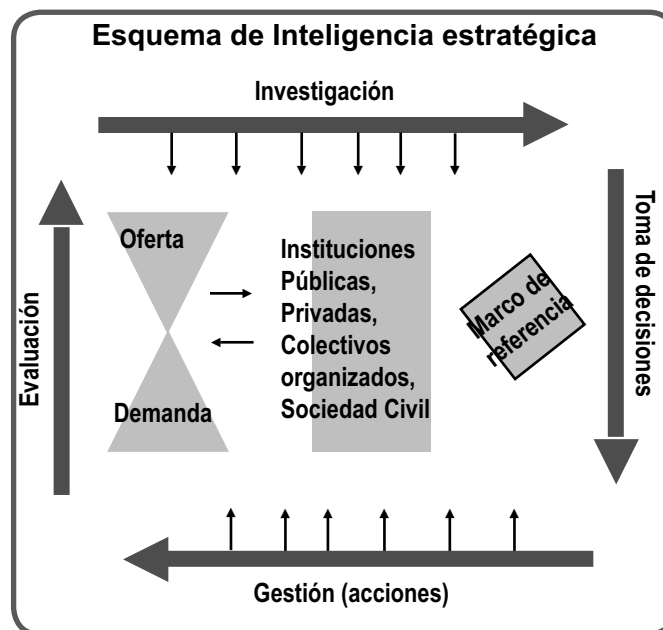 Esquema de Inteligencia estratégica
Investigación
Oferta
Demanda
Evaluación
Instituciones
Públicas,
Privadas,
Colectivos
organizados,
Sociedad Civil
Marco de
referencia
Toma de decisiones
Gestión (acciones)